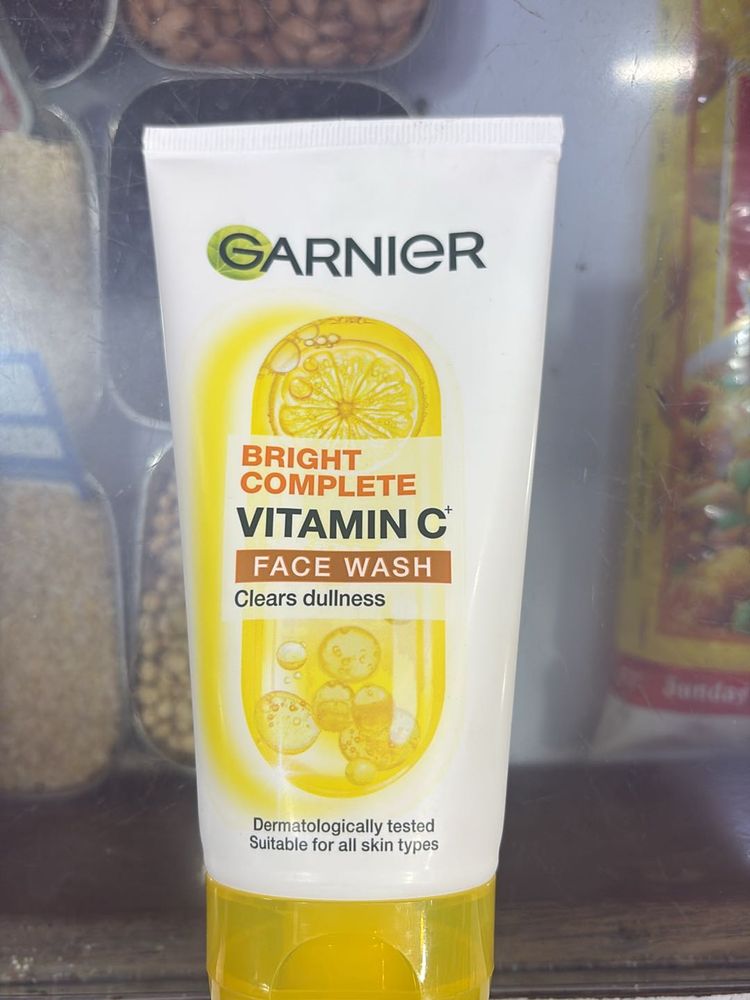 GARNIER
BRIGHT
COMPLETE
VITAMIN C+
FACE WASH
Clears dullness
Dermatologically tested
Suitable for all skin types